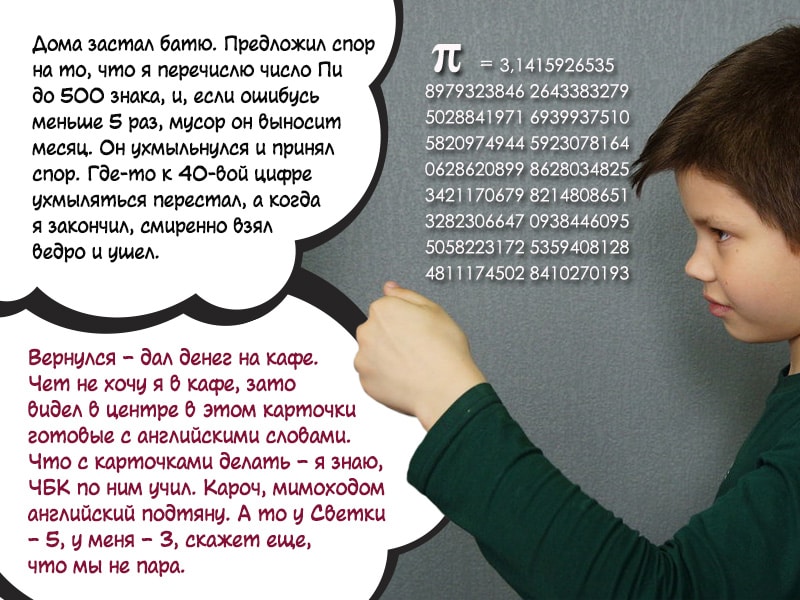 Дома застал батю. Предложил спор
на то, что я перечислю число Пи
до 500 знака, и, если ошибусь
меньше 5 раз, мусор он выносит
месяц. Он ухмыльнулся и принял
спор. Где-то к 40-вой цифре
ухмыляться перестал, а когда
я закончил, смиренно взял
ведро и ушел.
Вернулся – дал денег на кафе.
Чет не хочу я в кафе, зато
видел в центре в этом карточки
готовые с английскими словами.
Что с карточками делать – я знаю,
ЧБК по ним учил. Кароч, мимоходом
английский подтяну. А то у Светки
– 5, у меня – 3, скажет еще,
что мы не пара.
π = 3,1415926535
8979323846 2643383279
5028841971 6939937510
5820974944 5923078164
0628620899 8628034825
3421170679 8214808651
3282306647 0938446095
5058223172 5359408128
4811174502 8410270193